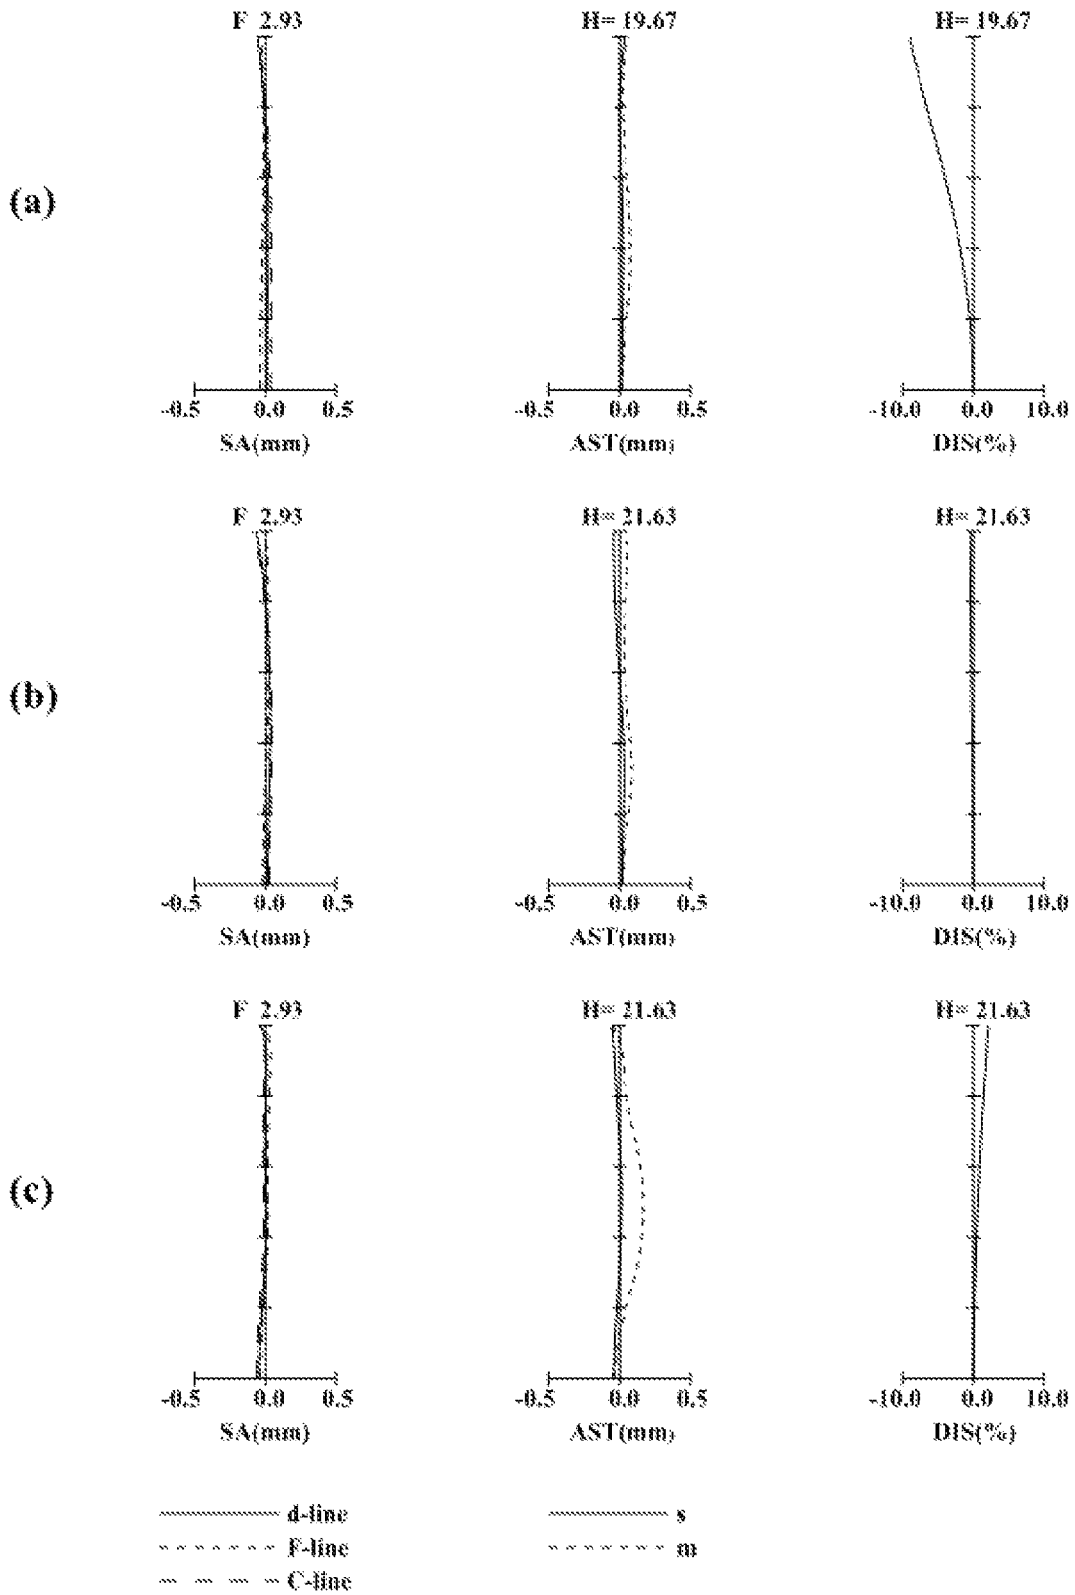 F 2.93 H= 19.67 H= 19.67
(a)
-0.5 0.0 0.5 -0.5 0.0 0.5 -10.0 0.0 10.0
SA(mm) AST(mm) DIS(%)
F 2.93 H= 21.63 H= 21.63
(b)
-0.5 0.0 0.5 -0.5 0.0 0.5 -10.0 0.0 10.0
SA(mm) AST(mm) DIS(%)
F 2.93 H= 21.63 H= 21.63
(c)
-0.5 0.0 0.5 -0.5 0.0 0.5 -10.0 0.0 10.0
SA(mm) AST(mm) DIS(%)
d-line s
F-line m
C-line